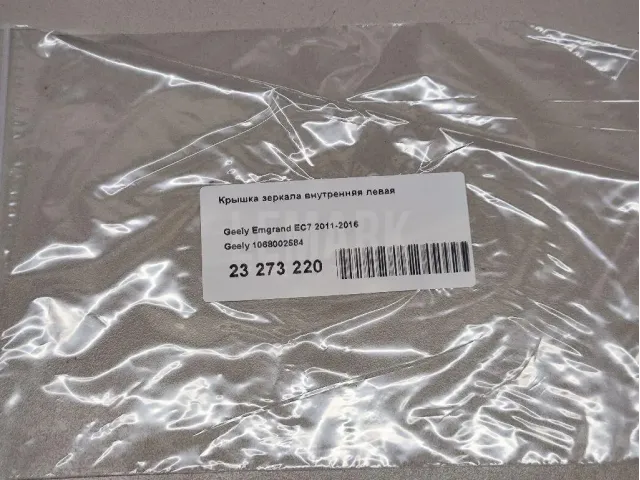 Крышка зеркала внутренняя левая
Geely Emgrand EC7 2011-2016
Geely 1068002584
23 273 220